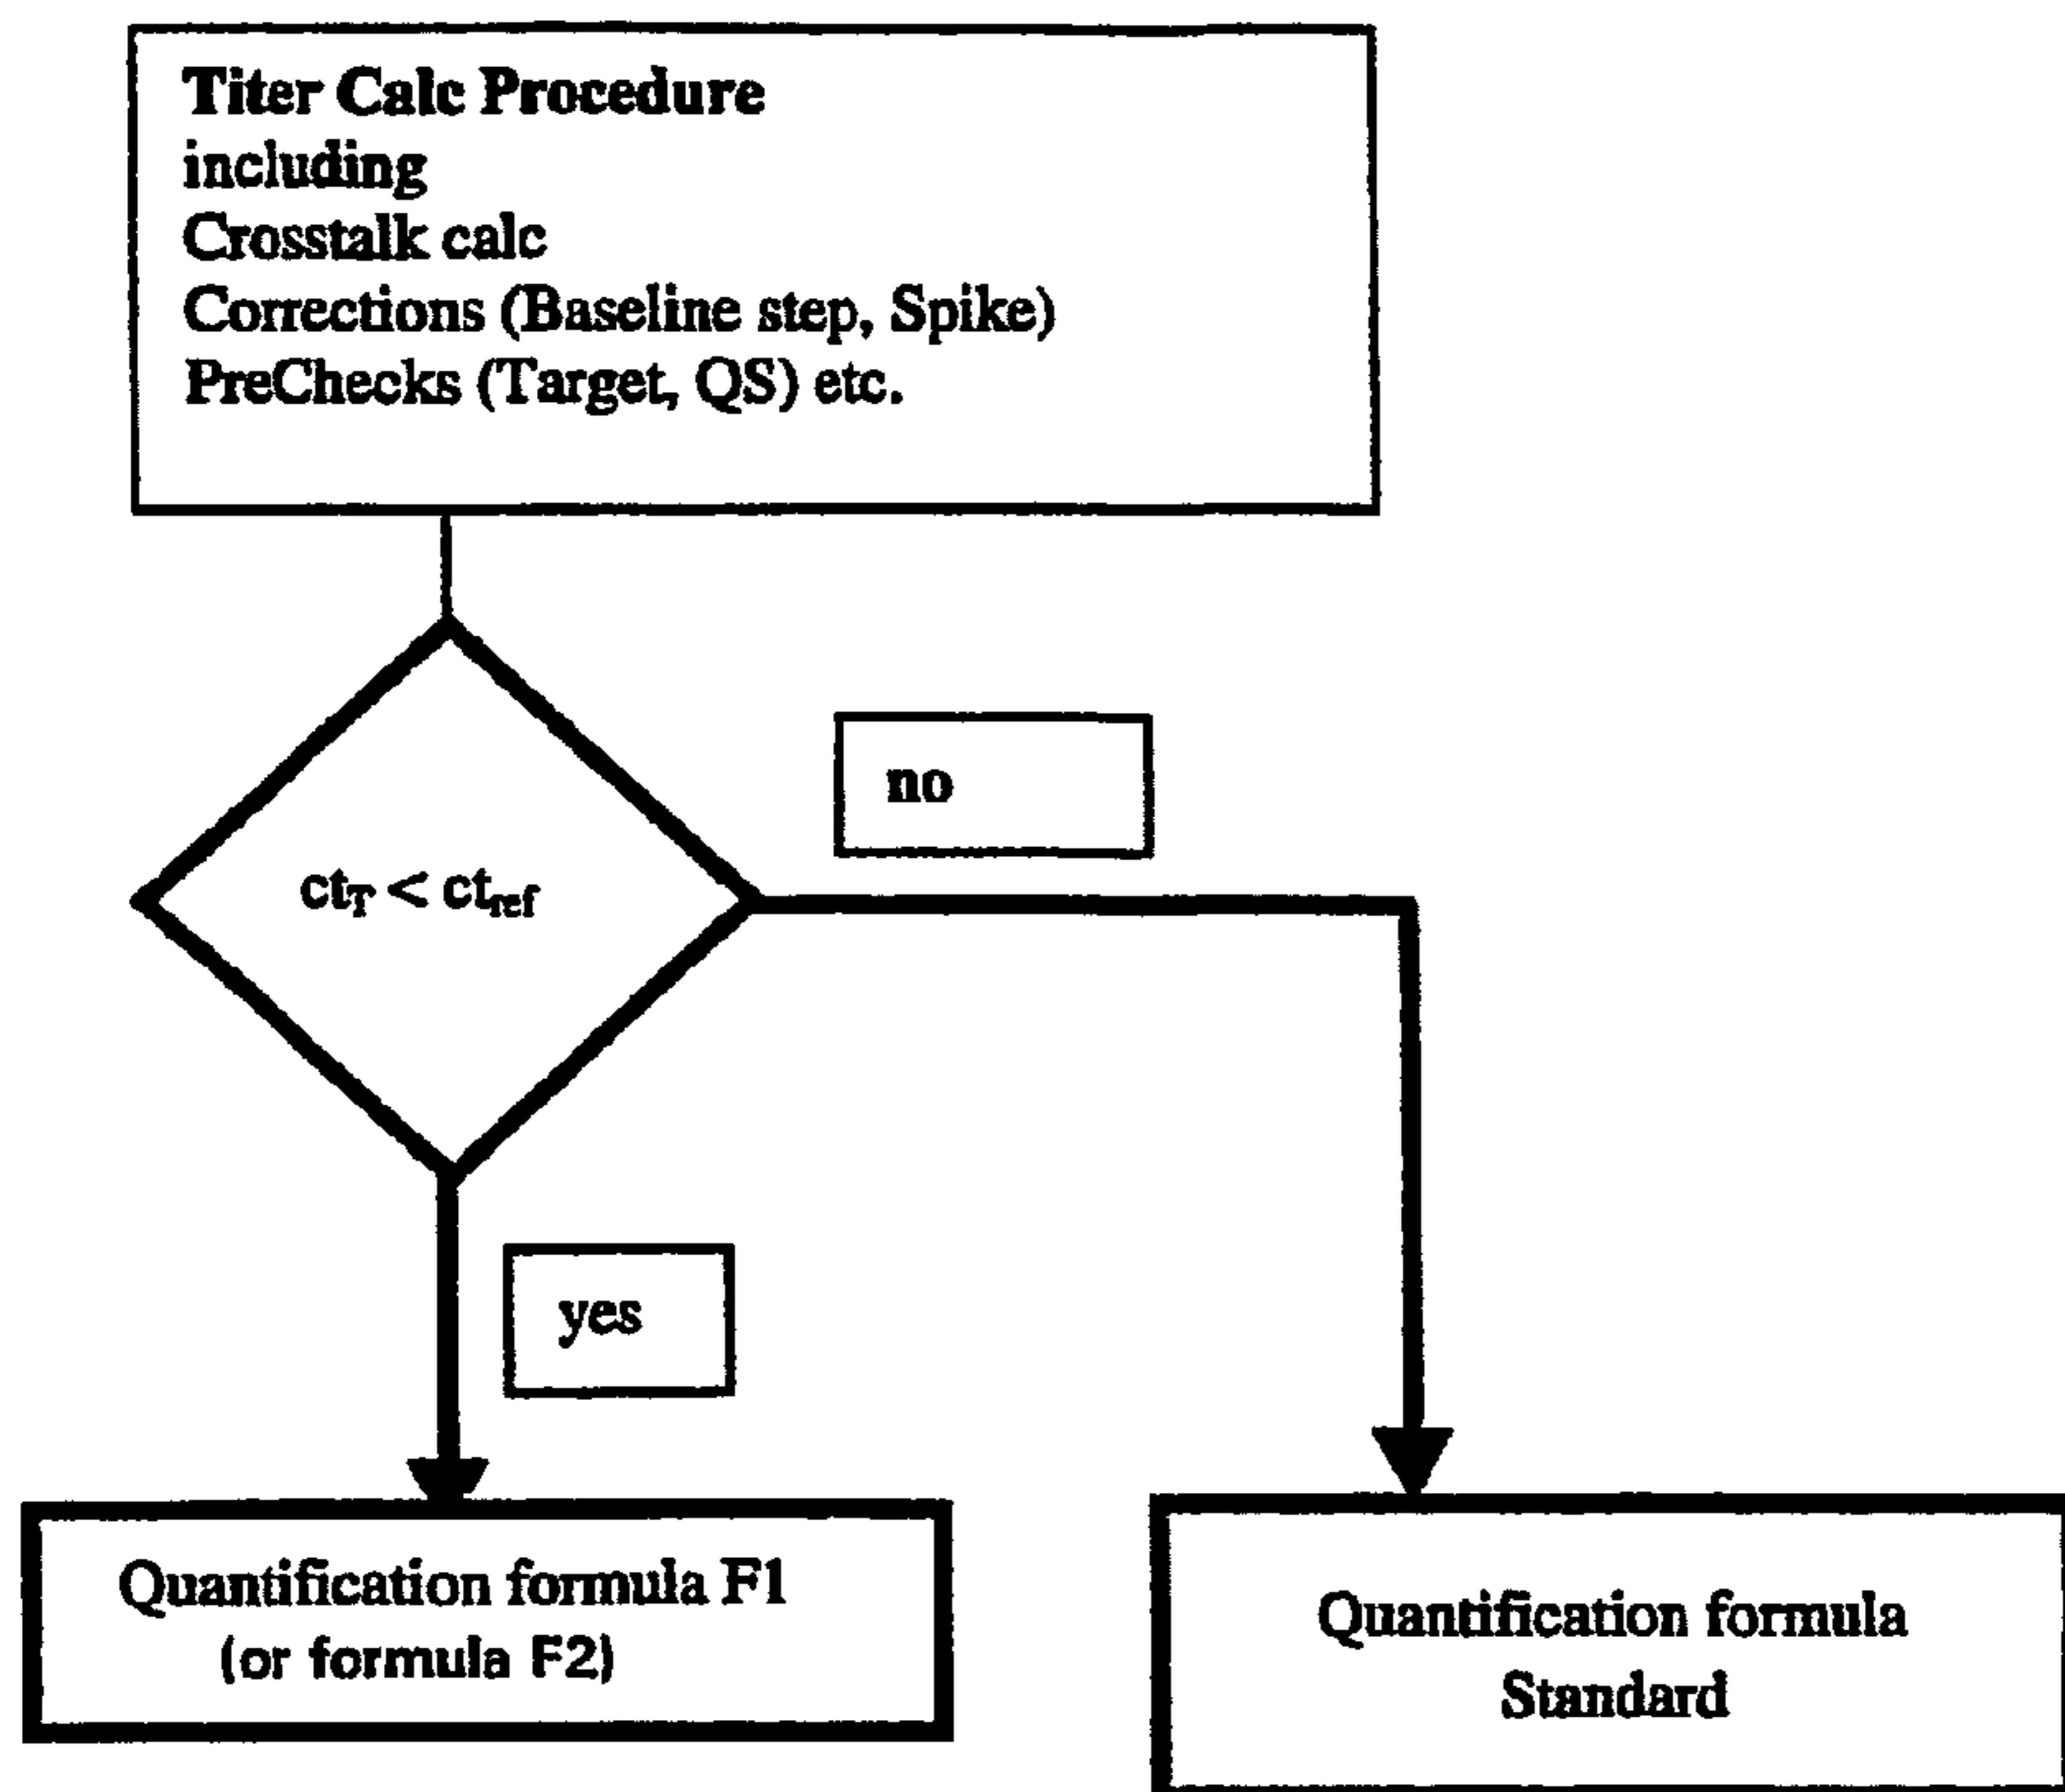 Titer Calc Procedure
including
Crosstalk calc
Corrections (Baseline step, Spike)
PreChecks (Target, QS) etc.
no
ctT < ctref
yes
Quantification formula F1
(or formula F2)
Quantification formula
Standard